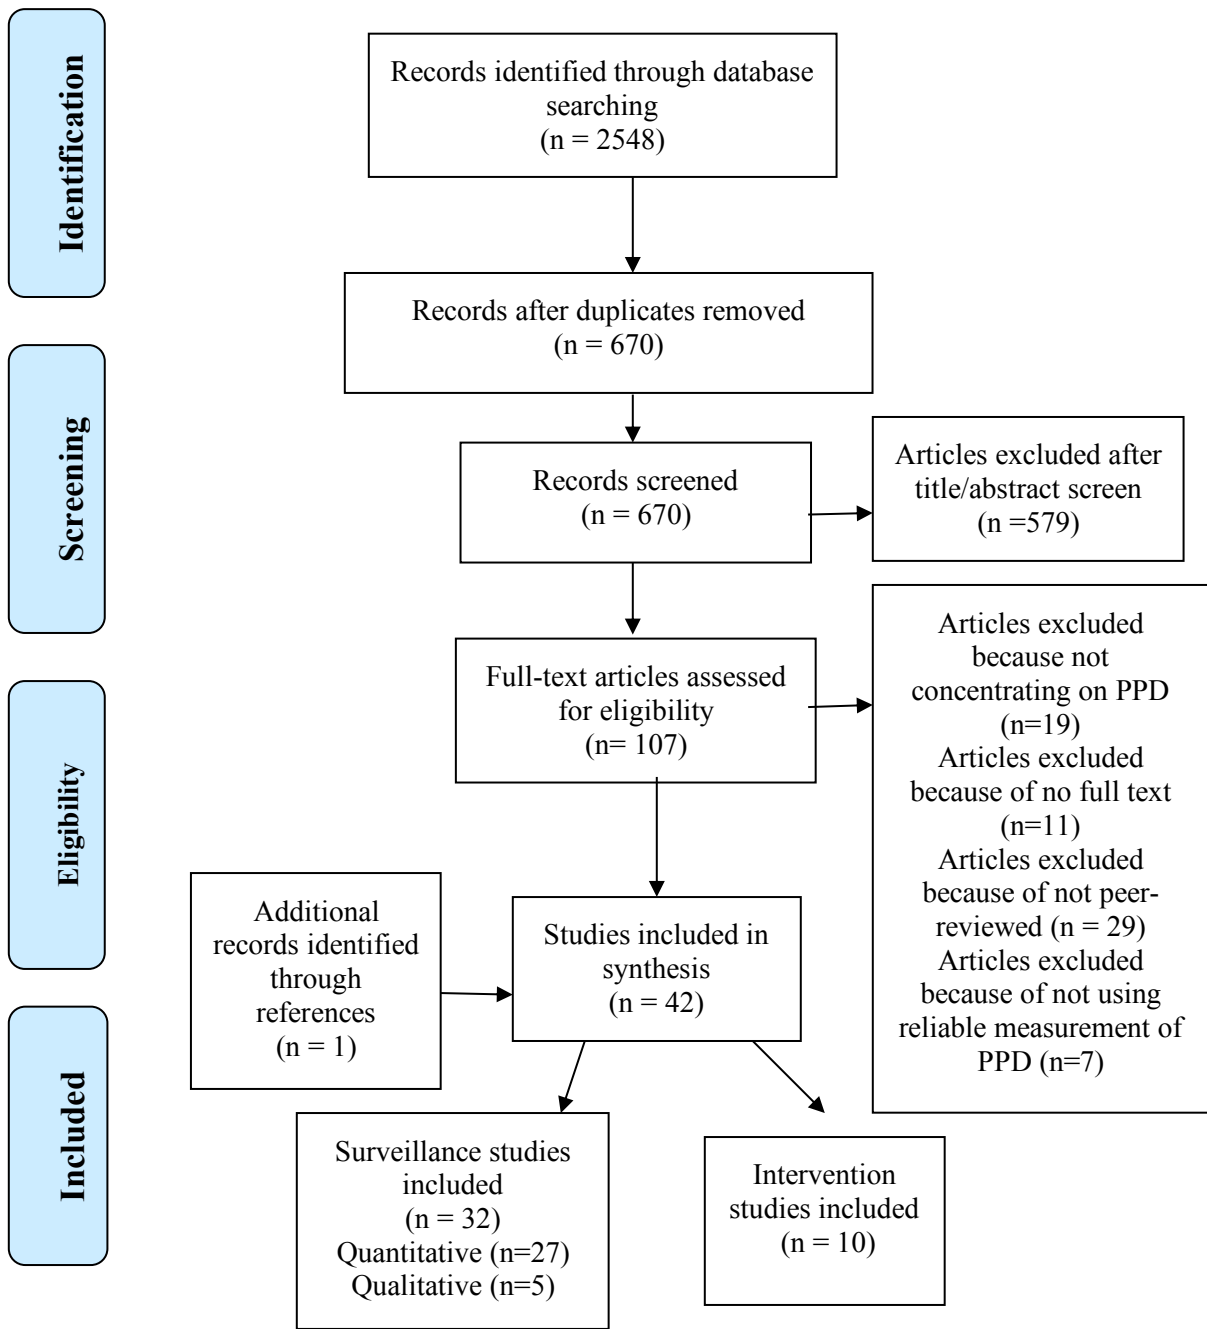 Identification
Records identified through database
searching
(n = 2548)
Records after duplicates removed
(n = 670)
Screening
Records screened
(n = 670)
Articles excluded after
title/abstract screen
(n =579)
Eligibility
Full-text articles assessed
for eligibility
(n= 107)
Articles excluded
because not
concentrating on PPD
(n=19)
Articles excluded
because of no full text
(n=11)
Articles excluded
because of not peer-
reviewed (n = 29)
Articles excluded
because of not using
reliable measurement of
PPD (n=7)
Additional
records identified
through
references
(n = 1)
Studies included in
synthesis
(n = 42)
Included
Surveillance studies
included
(n = 32)
Quantitative (n=27)
Qualitative (n=5)
Intervention
studies included
(n = 10)